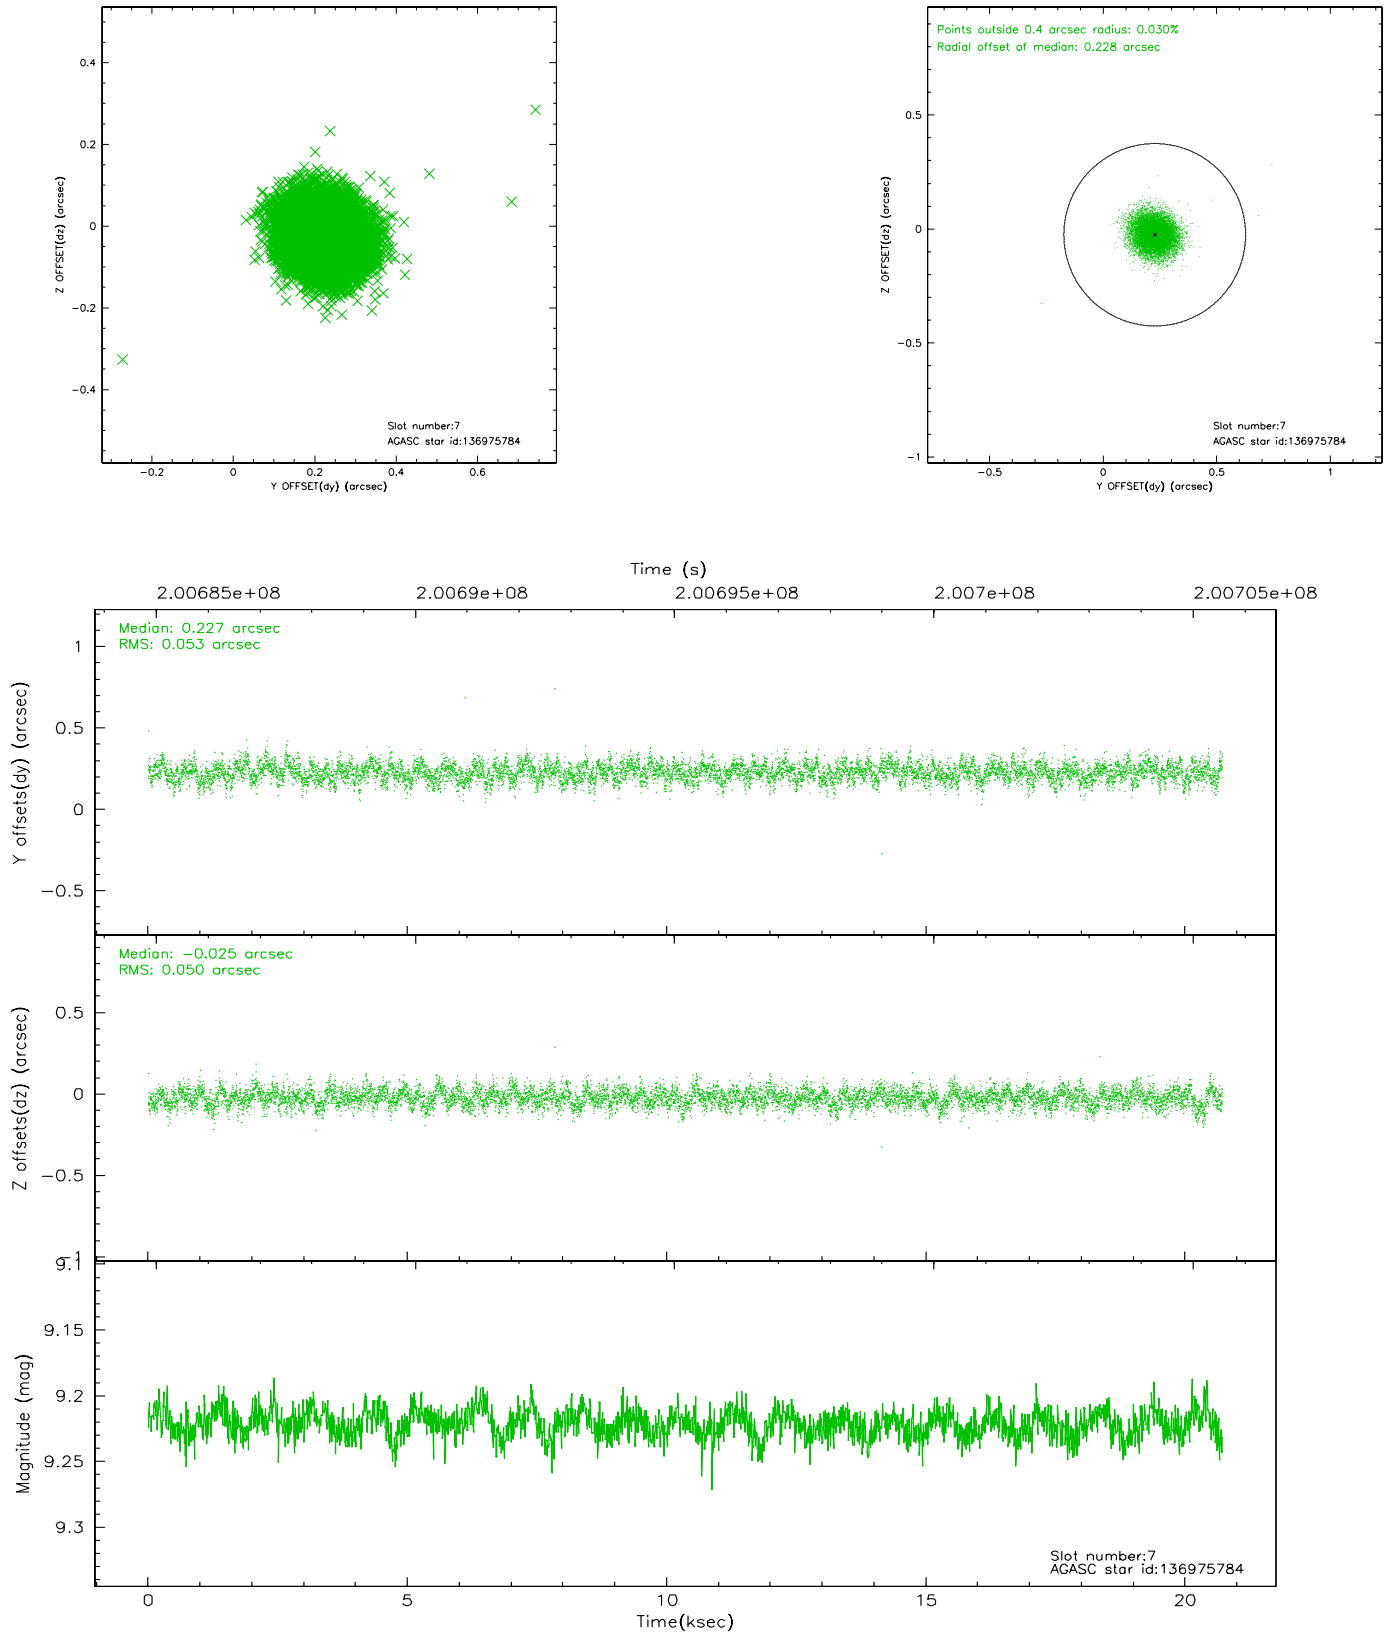 0.4
0.2
0
−0.2
−0.4
Z OFFSET(dz) (arcsec)
Slot number:7
AGASC star id:136975784
−0.2 0 0.2 0.4 0.6
Y OFFSET(dy) (arcsec)
Points outside 0.4 arcsec radius: 0.030%
Radial offset of median: 0.228 arcsec
0.5
0
−0.5
−1
Z OFFSET(dz) (arcsec)
Slot number:7
AGASC star id:136975784
−0.5 0 0.5 1
Y OFFSET(dy) (arcsec)
Time (s)
2.00685e+08 2.0069e+08 2.00695e+08 2.007e+08 2.00705e+08
Median: 0.227 arcsec
RMS: 0.053 arcsec
1
0.5
0
−0.5
Y offsets(dy) (arcsec)
Median: −0.025 arcsec
RMS: 0.050 arcsec
0.5
0
−0.5
−1
Z offsets(dz) (arcsec)
9.1
9.15
9.2
9.25
9.3
Magnitude (mag)
Slot number:7
AGASC star id:136975784
0 5 10 15 20
Time(ksec)